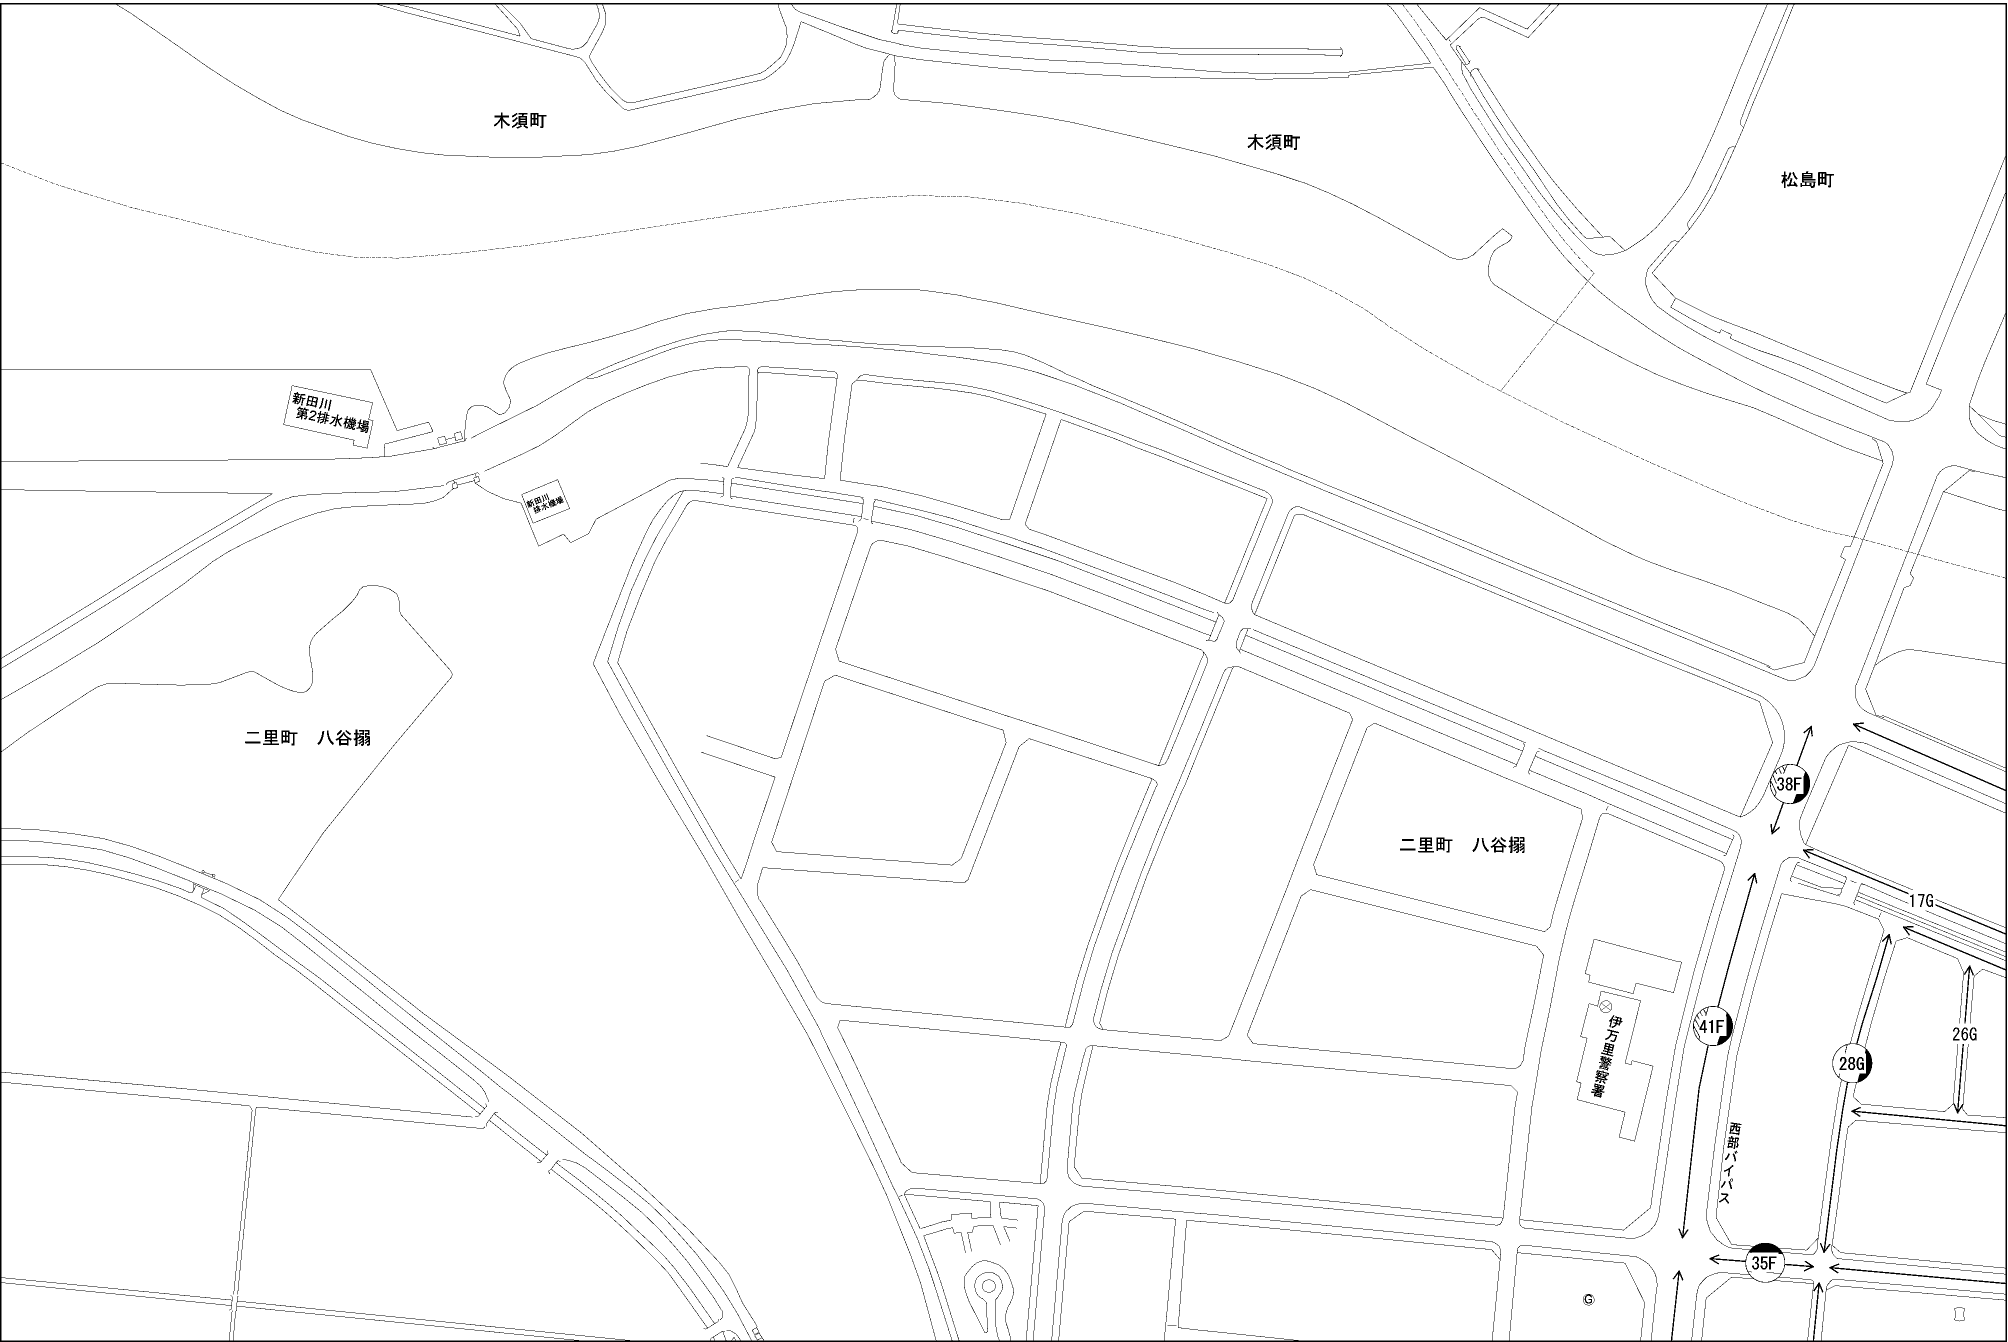 木須町
木須町
松島町
新田川
第2排水機場
新田川
排水機場
二里町 八谷搦
38F
二里町 八谷搦
17G
伊万里警察署
41F
26G
28G
西部バイパス
35F
G